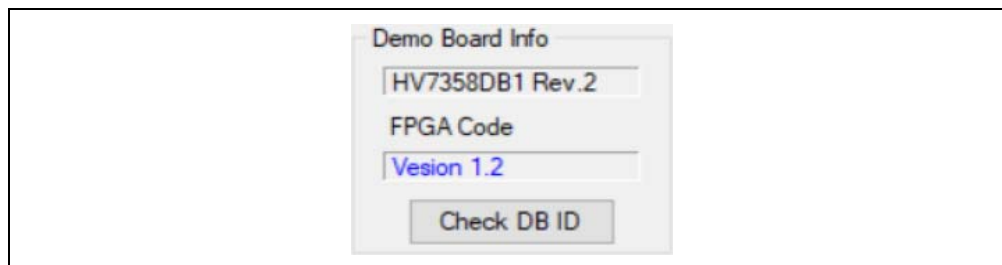 Demo Board Info
HV7358DB1 Rev.2
FPGA Code
Vesion 1.2
Check DB ID